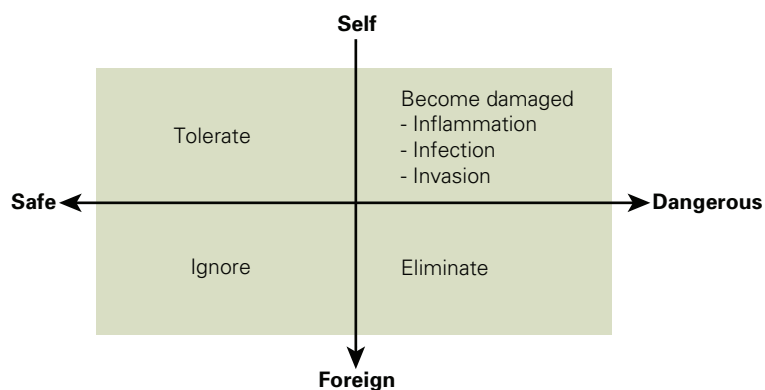 Self
Become damaged
- Inflammation
Tolerate
- Infection
- Invasion
Safe
Dangerous
Ignore
Eliminate
Foreign